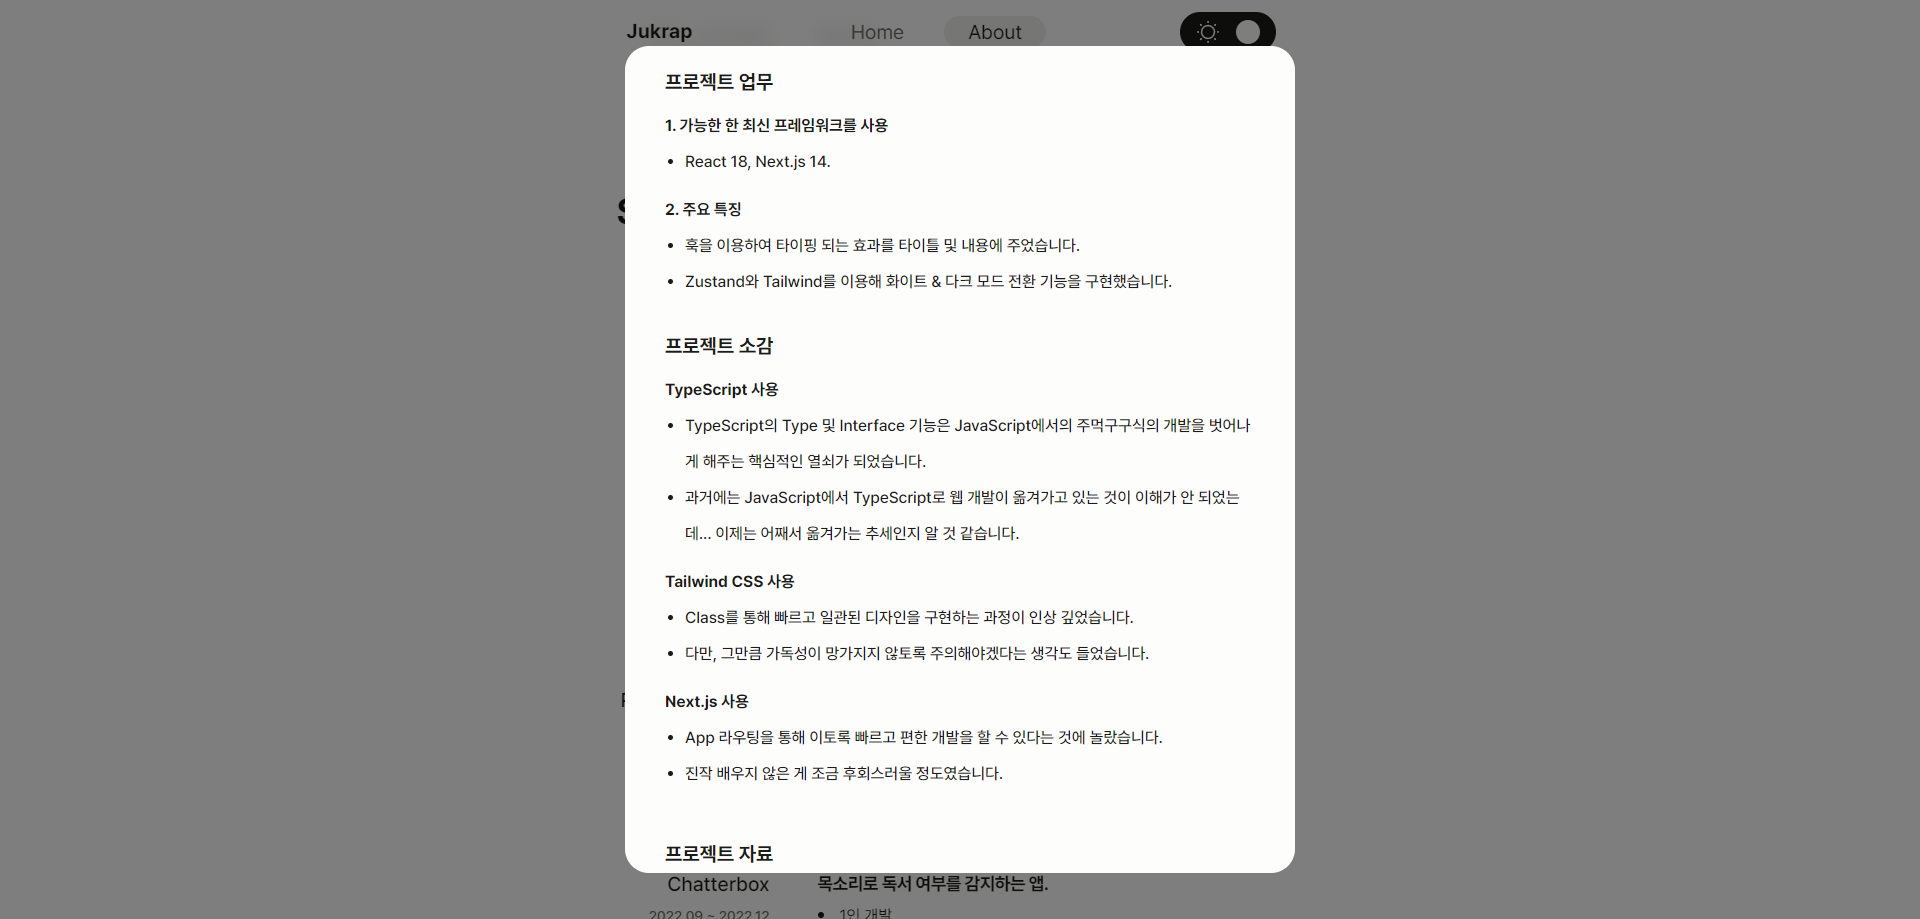 Jukrap
Home
About
프로젝트 업무
1. 가능한 한 최신 프레임워크를 사용
• React 18, Next.js 14.
2. 주요 특징
• 훅을 이용하여 타이핑 되는 효과를 타이틀 및 내용에 주었습니다.
• Zustand와 Tailwind를 이용해 화이트 & 다크 모드 전환 기능을 구현했습니다.
프로젝트 소감
TypeScript 사용
• TypeScript의 Type 및 Interface 기능은 JavaScript에서의 주먹구구식의 개발을 벗어나
게 해주는 핵심적인 열쇠가 되었습니다.
• 과거에는 JavaScript에서 TypeScript로 웹 개발이 옮겨가고 있는 것이 이해가 안 되었는
데... 이제는 어째서 옮겨가는 추세인지 알 것 같습니다.
Tailwind CSS 사용
• Class를 통해 빠르고 일관된 디자인을 구현하는 과정이 인상 깊었습니다.
• 다만, 그만큼 가독성이 망가지지 않토록 주의해야겠다는 생각도 들었습니다.
Next.js 사용
• App 라우팅을 통해 이토록 빠르고 편한 개발을 할 수 있다는 것에 놀랐습니다.
• 진작 배우지 않은 게 조금 후회스러울 정도였습니다.
프로젝트 자료
Chatterbox
목소리로 독서 여부를 감지하는 앱.
2022.09 ~ 2022.12
• 1인 개발